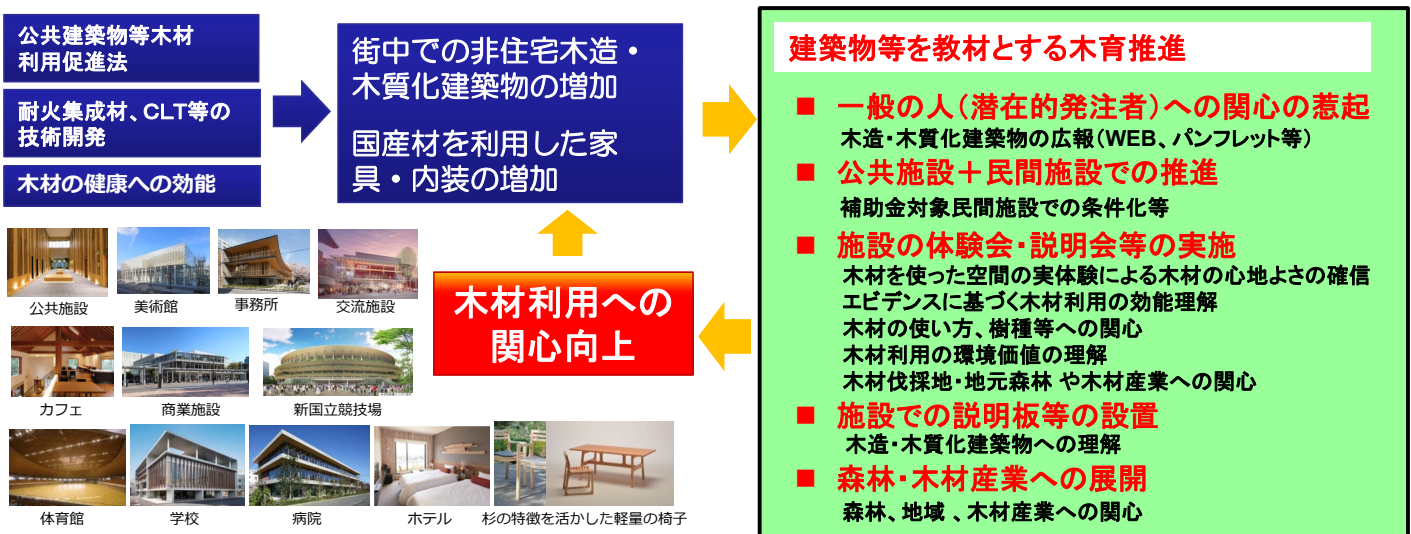 公共建築物等木材
利用促進法
耐火集成材、CLT等の
技術開発
木材の健康への効能
街中での非住宅木造・
木質化建築物の増加
国産材を利用した家
具・内装の増加
木材利用への
関心向上
公共施設
美術館
事務所
交流施設
カフェ
商業施設
新国立競技場
体育館
学校
病院
ホテル
杉の特徴を活かした軽量の椅子
建築物等を教材とする木育推進
■ 一般の人(潜在的発注者)への関心の惹起
木造・木質化建築物の広報(WEB、パンフレット等)
■ 公共施設＋民間施設での推進
補助金対象民間施設での条件化等
■ 施設の体験会・説明会等の実施
木材を使った空間の実体験による木材の心地よさの確信
エビデンスに基づく木材利用の効能理解
木材の使い方、樹種等への関心
木材利用の環境価値の理解
木材伐採地・地元森林 や木材産業への関心
■ 施設での説明板等の設置
木造・木質化建築物への理解
■ 森林・木材産業への展開
森林、地域 、木材産業への関心